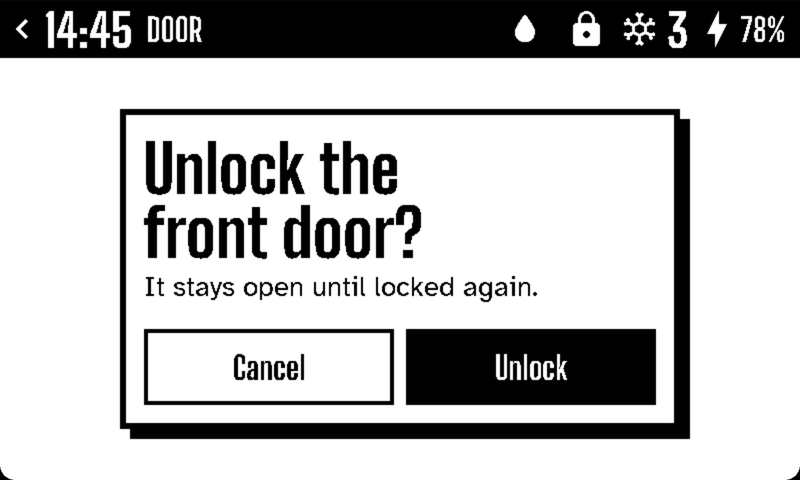 14:45 DOOR 3 78%
Unlock the
front door?
It stays open until locked again.
Cancel Unlock